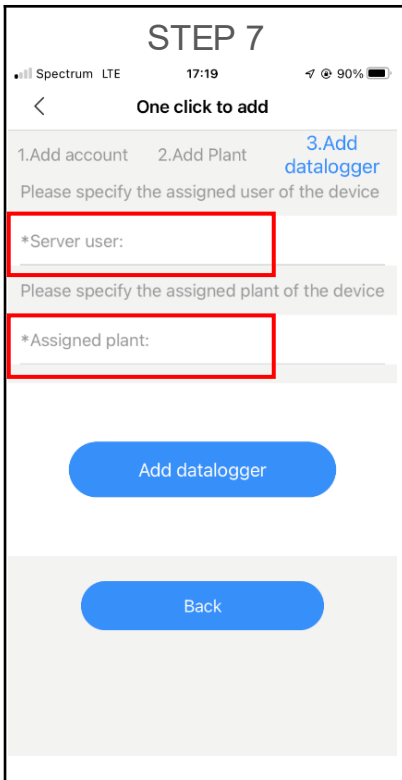 STEP 7
Spectrum LTE 17:19 90%
One click to add
1.Add account 2.Add Plant 3.Add
datalogger
Please specify the assigned user of the device
*Server user:
Please specify the assigned plant of the device
*Assigned plant:
Add datalogger
Back